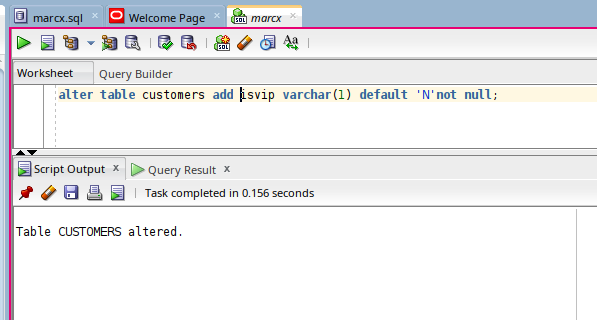 marcx.sql × Welcome Page × marcx ×
Worksheet Query Builder
alter table customers add isvip varchar(1) default 'N'not null;
Script Output x Query Result x
Task completed in 0.156 seconds
Table CUSTOMERS altered.